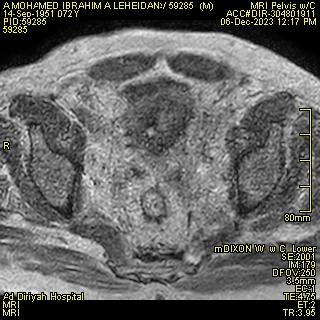 A MOHAMED IBRAHIM A LEHEIDAN:/ 59285 (M)
MRI Pelvis w/C
14-Sep-1951 072Y
ACC#DIR-304801911
PID:59285
06-Dec-2023 12:17 PM
59285
R
80mm
mDIXON W w C Lower
SE:2001
IM:179
DFOV:250
3.5mm
EC:1
Ad Diriyah Hospital
TE:4.75
MRI
ET:2
MRI
TR:3.95